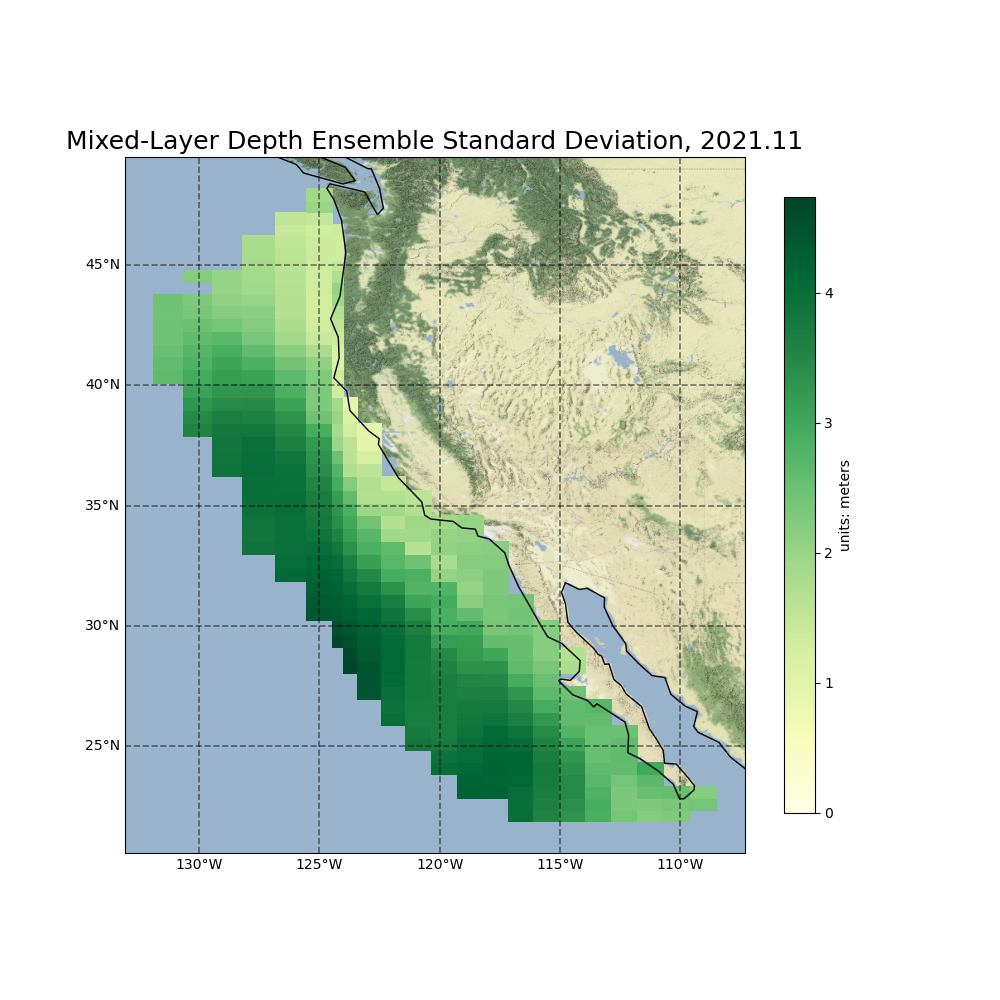 Mixed-Layer Depth Ensemble Standard Deviation, 2021.11
45°N
40°N
35°N
30°N
25°N
130°W
125°W
120°W
115°W
110°W
4
3
2
1
0
units: meters